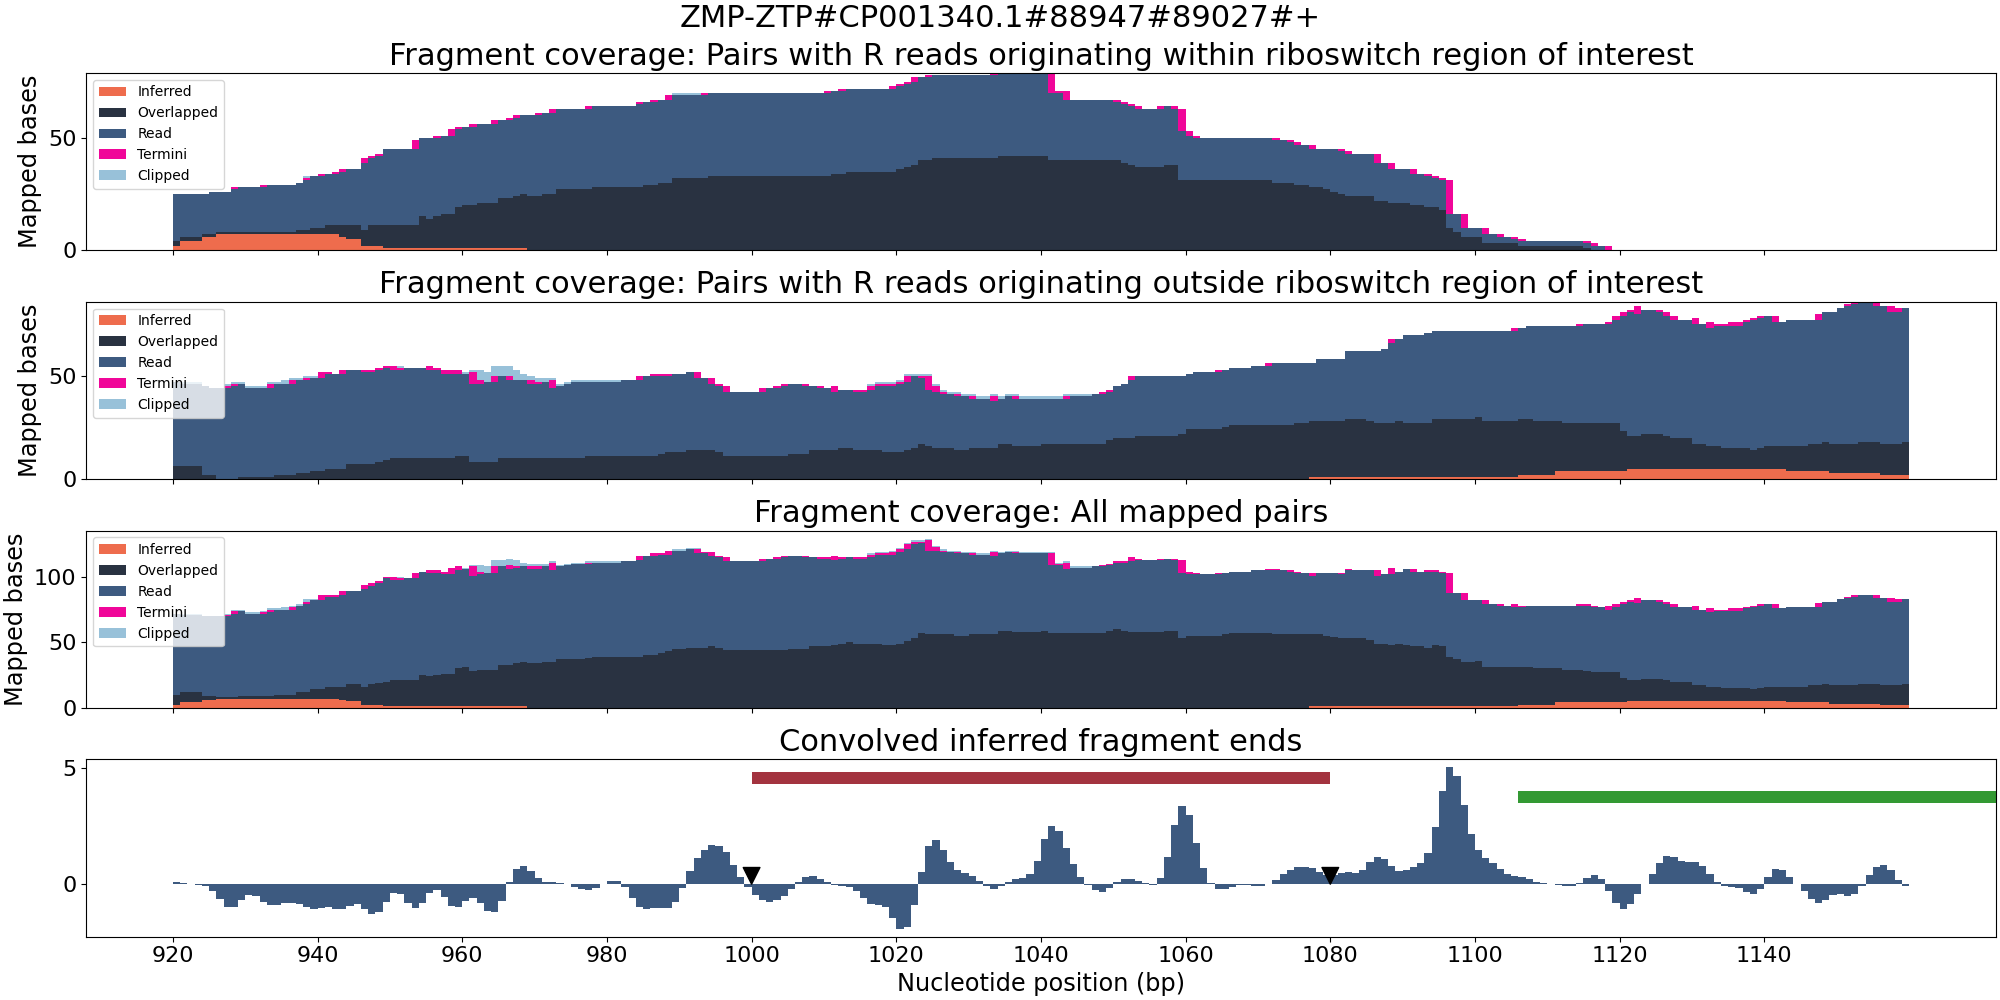 ZMP-ZTP#CP001340.1#88947#89027#+
Fragment coverage: Pairs with R reads originating within riboswitch region of interest
Mapped bases
50
0
Inferred
Overlapped
Read
Termini
Clipped
Fragment coverage: Pairs with R reads originating outside riboswitch region of interest
Mapped bases
50
0
Inferred
Overlapped
Read
Termini
Clipped
Fragment coverage: All mapped pairs
Mapped bases
100
50
0
Inferred
Overlapped
Read
Termini
Clipped
Convolved inferred fragment ends
5
0
920 940 960 980 1000 1020 1040 1060 1080 1100 1120 1140
Nucleotide position (bp)